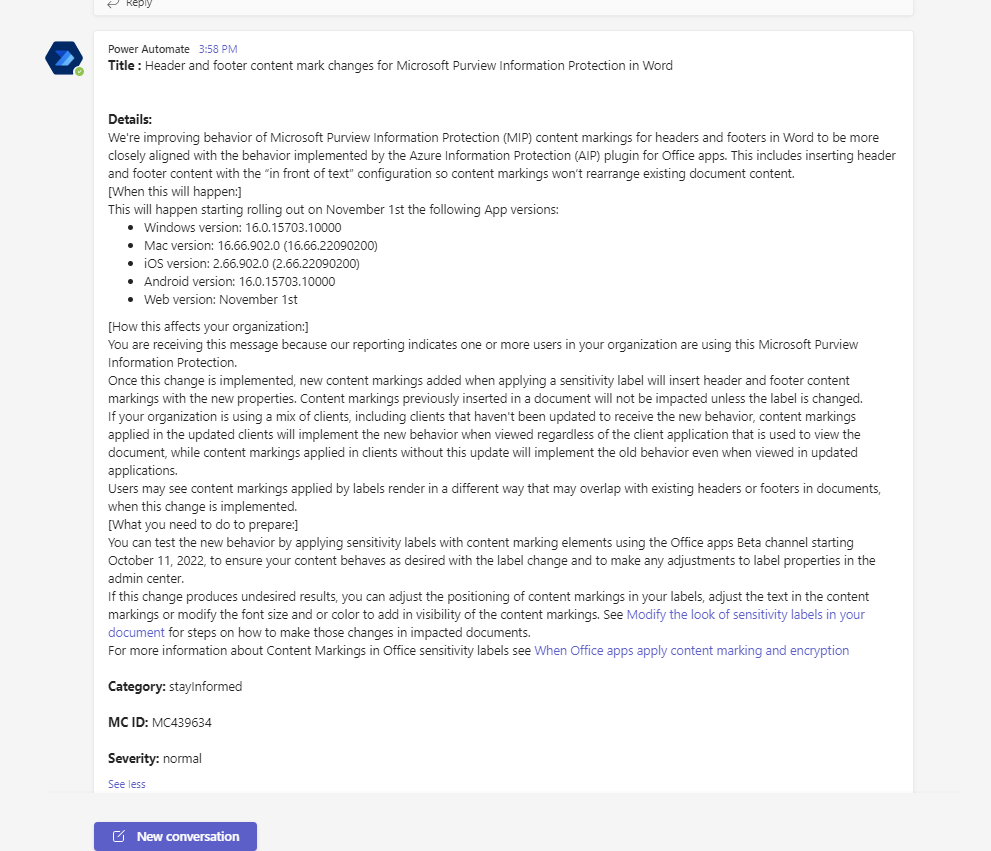 Reply
Power Automate 3:58 PM
Title : Header and footer content mark changes for Microsoft Purview Information Protection in Word
Details:
We're improving behavior of Microsoft Purview Information Protection (MIP) content markings for headers and footers in Word to be more
closely aligned with the behavior implemented by the Azure Information Protection (AIP) plugin for Office apps. This includes inserting header
and footer content with the “in front of text” configuration so content markings won’t rearrange existing document content.
[When this will happen:]
This will happen starting rolling out on November 1st the following App versions:
• Windows version: 16.0.15703.10000
• Mac version: 16.66.902.0 (16.66.22090200)
• iOS version: 2.66.902.0 (2.66.22090200)
• Android version: 16.0.15703.10000
• Web version: November 1st
[How this affects your organization:]
You are receiving this message because our reporting indicates one or more users in your organization are using this Microsoft Purview
Information Protection.
Once this change is implemented, new content markings added when applying a sensitivity label will insert header and footer content
markings with the new properties. Content markings previously inserted in a document will not be impacted unless the label is changed.
If your organization is using a mix of clients, including clients that haven't been updated to receive the new behavior, content markings
applied in the updated clients will implement the new behavior when viewed regardless of the client application that is used to view the
document, while content markings applied in clients without this update will implement the old behavior even when viewed in updated
applications.
Users may see content markings applied by labels render in a different way that may overlap with existing headers or footers in documents,
when this change is implemented.
[What you need to do to prepare:]
You can test the new behavior by applying sensitivity labels with content marking elements using the Office apps Beta channel starting
October 11, 2022, to ensure your content behaves as desired with the label change and to make any adjustments to label properties in the
admin center.
If this change produces undesired results, you can adjust the positioning of content markings in your labels, adjust the text in the content
markings or modify the font size and or color to add in visibility of the content markings. See Modify the look of sensitivity labels in your
document for steps on how to make those changes in impacted documents.
For more information about Content Markings in Office sensitivity labels see When Office apps apply content marking and encryption
Category: stayInformed
MC ID: MC439634
Severity: normal
See less
New conversation